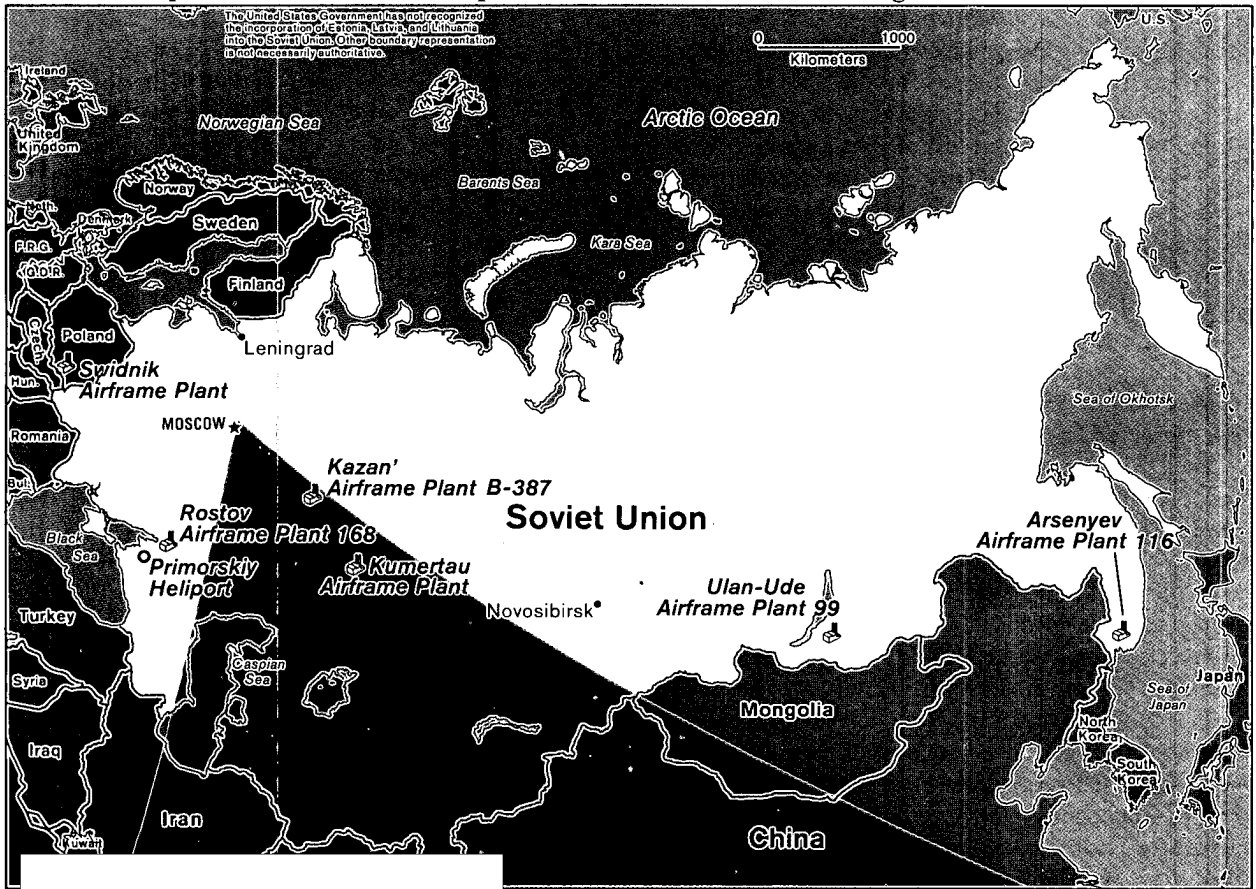 The United States Government has not recognized
the incorporation of Estonia, Latvia, and Lithuania
into the Soviet Union. Other boundary representation
is not necessarily authoritative.
U.S.
0 1000
Kilometers
Ireland
United
Kingdom
Norwegian Sea
Arctic Ocean
Barents Sea
Kara Sea
Norway
Neth.
Denmark
Sweden
F.R.G.
G.D.R.
Finland
Czech.
Poland
Leningrad
Swidnik
Airframe Plant
Hun.
Sea of Okhotsk
MOSCOW
Romania
Kazan'
Airframe Plant B-387
Bul.
Soviet Union
Rostov
Airframe Plant 168
Arsenyev
Airframe Plant 116
Black
Sea
Primorskiy
Heliport
Kumertau
Airframe Plant
Ulan-Ude
Airframe Plant 99
Novosibirsk
Turkey
Caspian
Sea
Syria
Japan
Sea of
Japan
Mongolia
North
Korea
Iraq
South
Korea
Iran
China
Kuwait